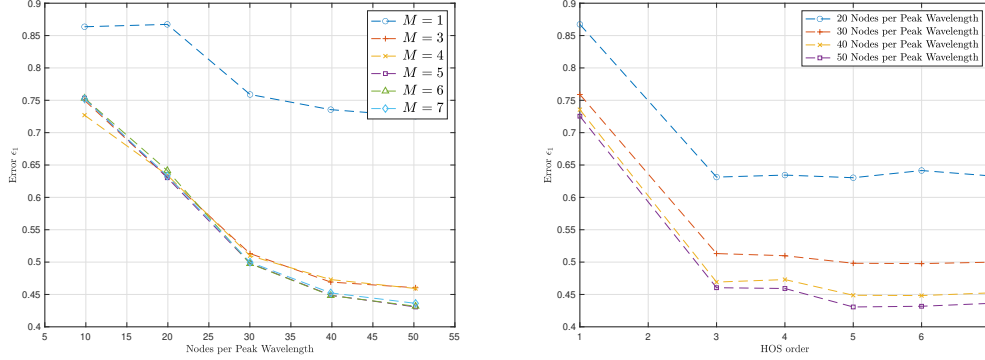 0.9
0.85
0.8
0.75
0.7
0.65
0.6
0.55
0.5
0.45
0.4
Error ϵ₁
5 10 15 20 25 30 35 40 45 50 55
Nodes per Peak Wavelength
M = 1
M = 3
M = 4
M = 5
M = 6
M = 7
0.9
0.85
0.8
0.75
0.7
0.65
0.6
0.55
0.5
0.45
0.4
Error ϵ₁
1 2 3 4 5 6
HOS order
20 Nodes per Peak Wavelength
30 Nodes per Peak Wavelength
40 Nodes per Peak Wavelength
50 Nodes per Peak Wavelength